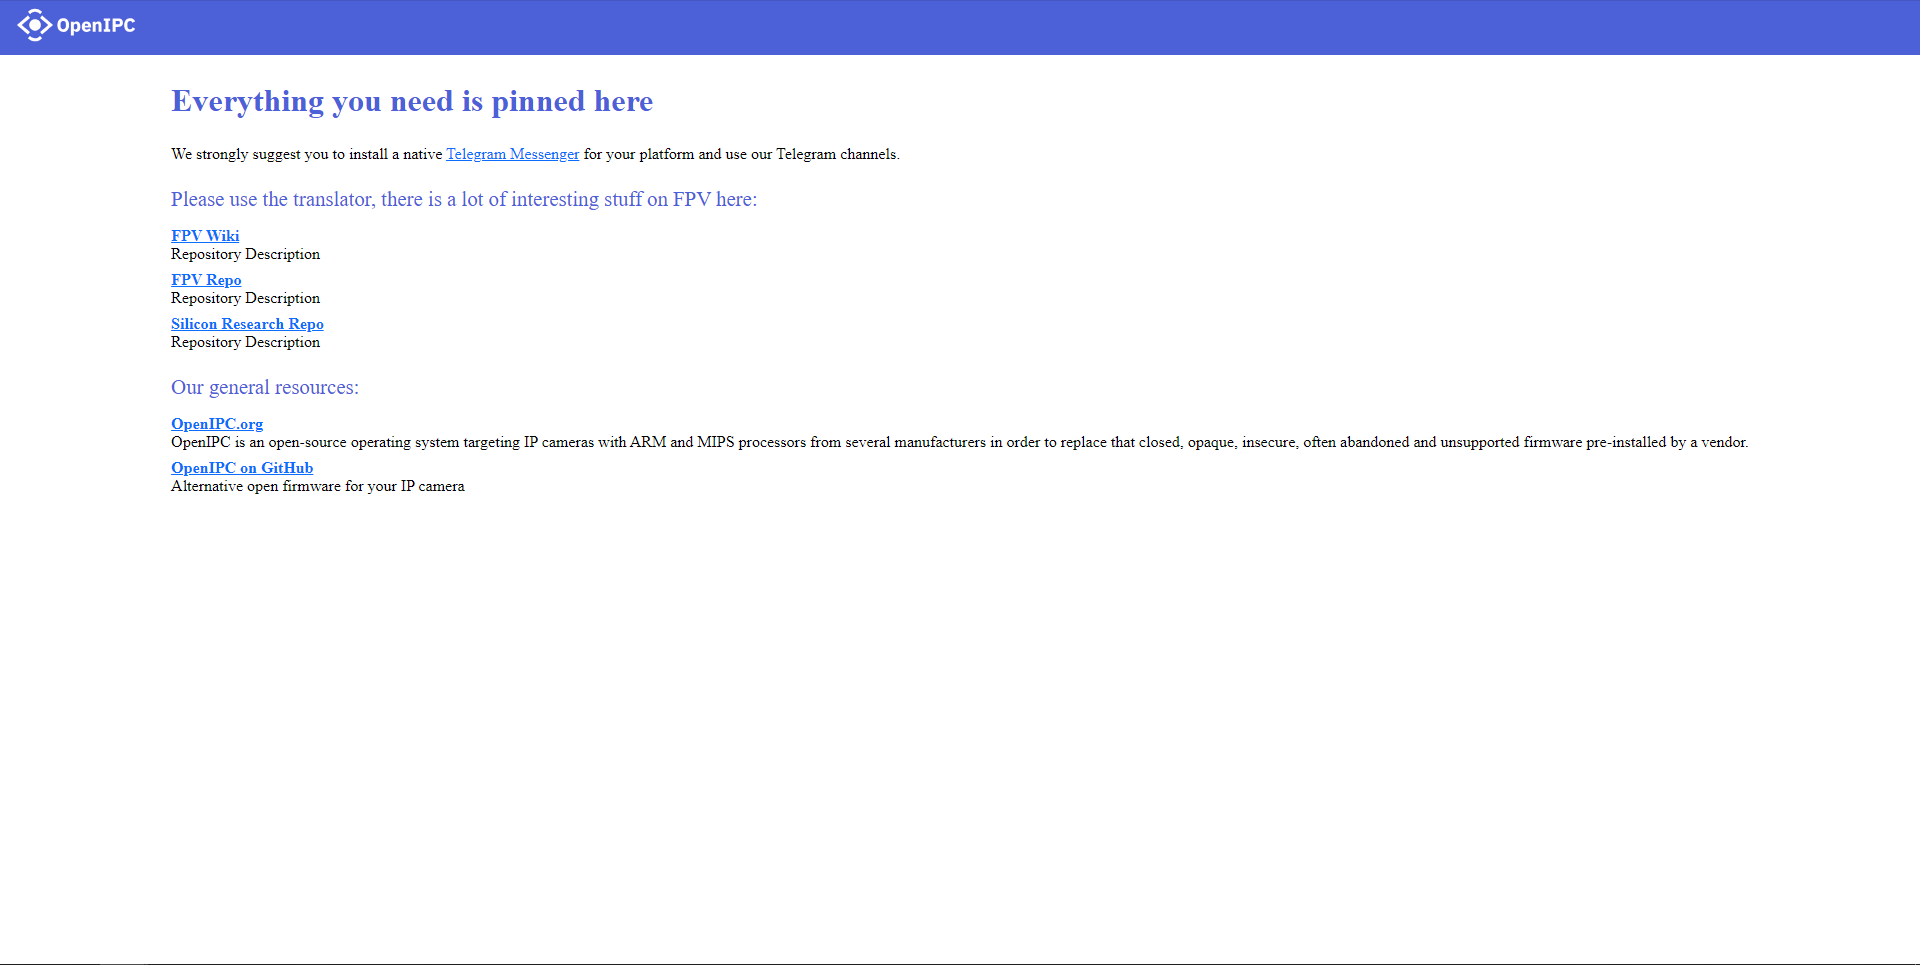 OpenIPC
Everything you need is pinned here
We strongly suggest you to install a native Telegram Messenger for your platform and use our Telegram channels.
Please use the translator, there is a lot of interesting stuff on FPV here:
FPV Wiki
Repository Description
FPV Repo
Repository Description
Silicon Research Repo
Repository Description
Our general resources:
OpenIPC.org
OpenIPC is an open-source operating system targeting IP cameras with ARM and MIPS processors from several manufacturers in order to replace that closed, opaque, insecure, often abandoned and unsupported firmware pre-installed by a vendor.
OpenIPC on GitHub
Alternative open firmware for your IP camera